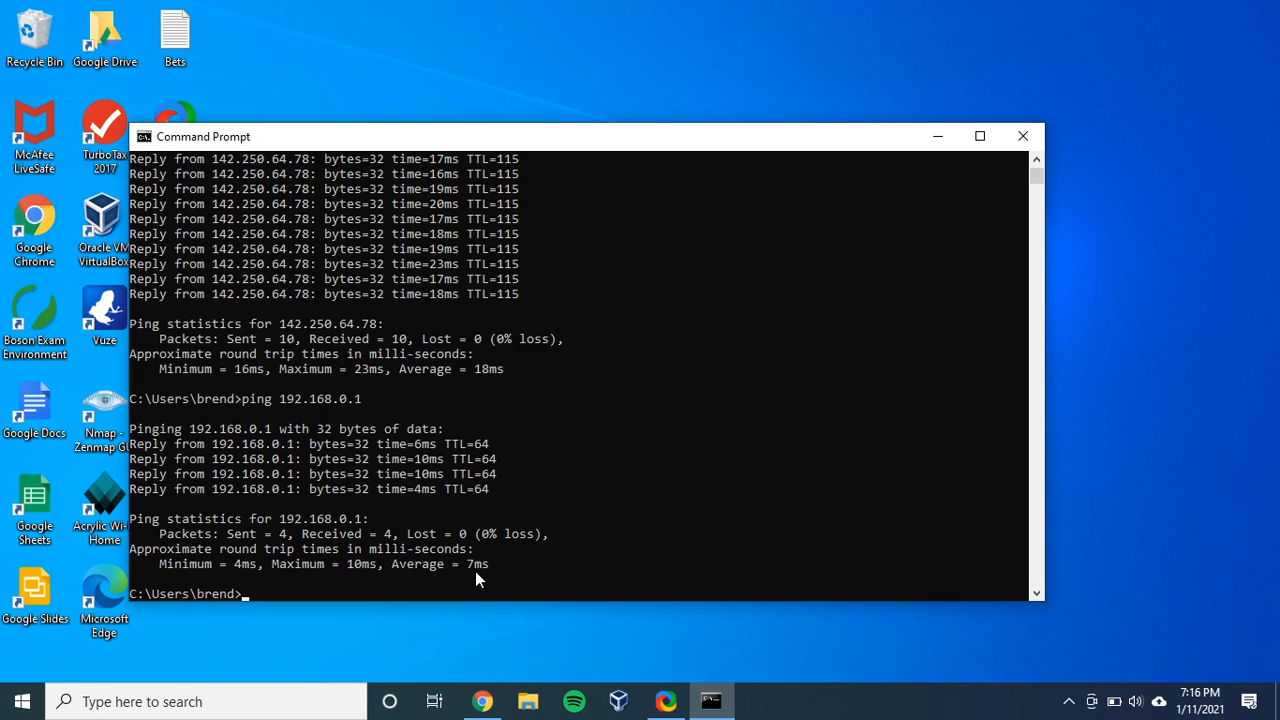 Recycle Bin
Google Drive
Bets
McAfee
LiveSafe
TurboTax
2017
Google
Chrome
Oracle VM
VirtualBox
Boson Exam
Environment
Vuze
Google Docs
Nmap -
Zenmap GU
Google
Sheets
Acrylic Wi-
Home
Google Slides
Microsoft
Edge
C:\.
Command Prompt
Reply from 142.250.64.78: bytes=32 time=17ms TTL=115
Reply from 142.250.64.78: bytes=32 time=16ms TTL=115
Reply from 142.250.64.78: bytes=32 time=19ms TTL=115
Reply from 142.250.64.78: bytes=32 time=20ms TTL=115
Reply from 142.250.64.78: bytes=32 time=17ms TTL=115
Reply from 142.250.64.78: bytes=32 time=18ms TTL=115
Reply from 142.250.64.78: bytes=32 time=19ms TTL=115
Reply from 142.250.64.78: bytes=32 time=23ms TTL=115
Reply from 142.250.64.78: bytes=32 time=17ms TTL=115
Reply from 142.250.64.78: bytes=32 time=18ms TTL=115
Ping statistics for 142.250.64.78:
Packets: Sent = 10, Received = 10, Lost = 0 (0% loss),
Approximate round trip times in milli-seconds:
Minimum = 16ms, Maximum = 23ms, Average = 18ms
C:\Users\brend>ping 192.168.0.1
Pinging 192.168.0.1 with 32 bytes of data:
Reply from 192.168.0.1: bytes=32 time=6ms TTL=64
Reply from 192.168.0.1: bytes=32 time=10ms TTL=64
Reply from 192.168.0.1: bytes=32 time=10ms TTL=64
Reply from 192.168.0.1: bytes=32 time=4ms TTL=64
Ping statistics for 192.168.0.1:
Packets: Sent = 4, Received = 4, Lost = 0 (0% loss),
Approximate round trip times in milli-seconds:
Minimum = 4ms, Maximum = 10ms, Average = 7ms
C:\Users\brend>_
Type here to search
7:16 PM
1/11/2021